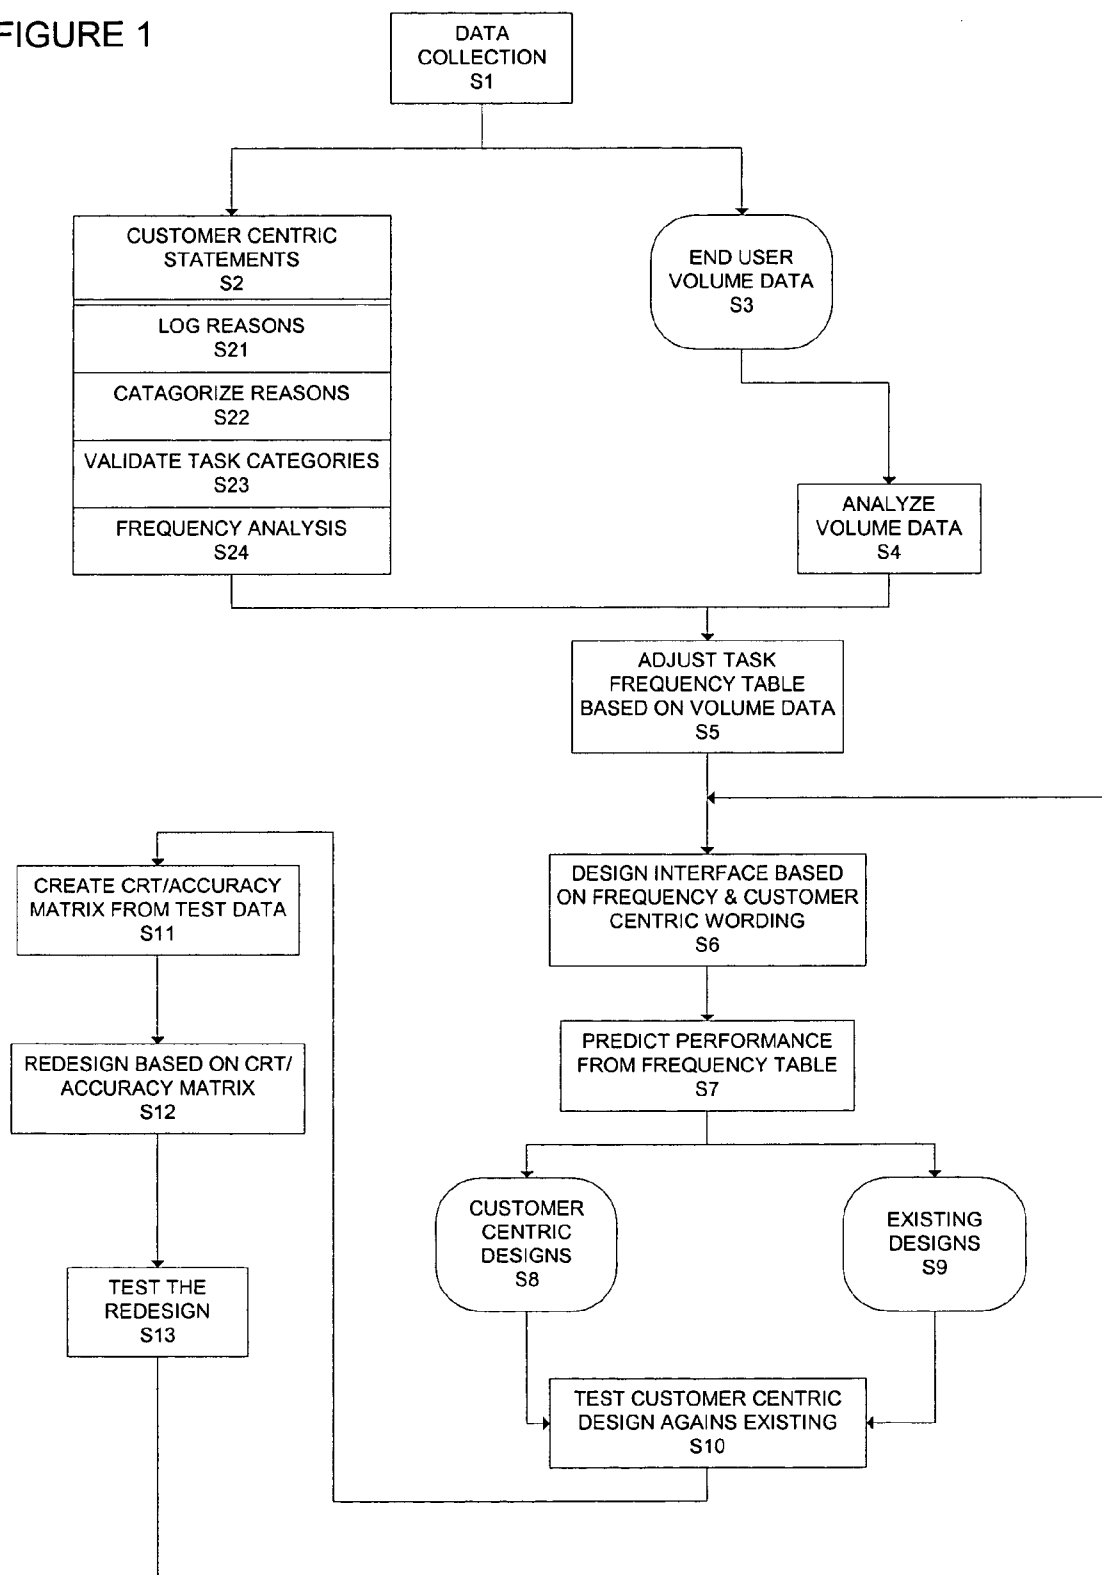 FIGURE 1
DATA
COLLECTION
S1
CUSTOMER CENTRIC
STATEMENTS
S2
LOG REASONS
S21
CATAGORIZE REASONS
S22
VALIDATE TASK CATEGORIES
S23
FREQUENCY ANALYSIS
S24
END USER
VOLUME DATA
S3
ANALYZE
VOLUME DATA
S4
ADJUST TASK
FREQUENCY TABLE
BASED ON VOLUME DATA
S5
DESIGN INTERFACE BASED
ON FREQUENCY & CUSTOMER
CENTRIC WORDING
S6
PREDICT PERFORMANCE
FROM FREQUENCY TABLE
S7
CUSTOMER
CENTRIC
DESIGNS
S8
EXISTING
DESIGNS
S9
TEST CUSTOMER CENTRIC
DESIGN AGAINS EXISTING
S10
CREATE CRT/ACCURACY
MATRIX FROM TEST DATA
S11
REDESIGN BASED ON CRT/
ACCURACY MATRIX
S12
TEST THE
REDESIGN
S13